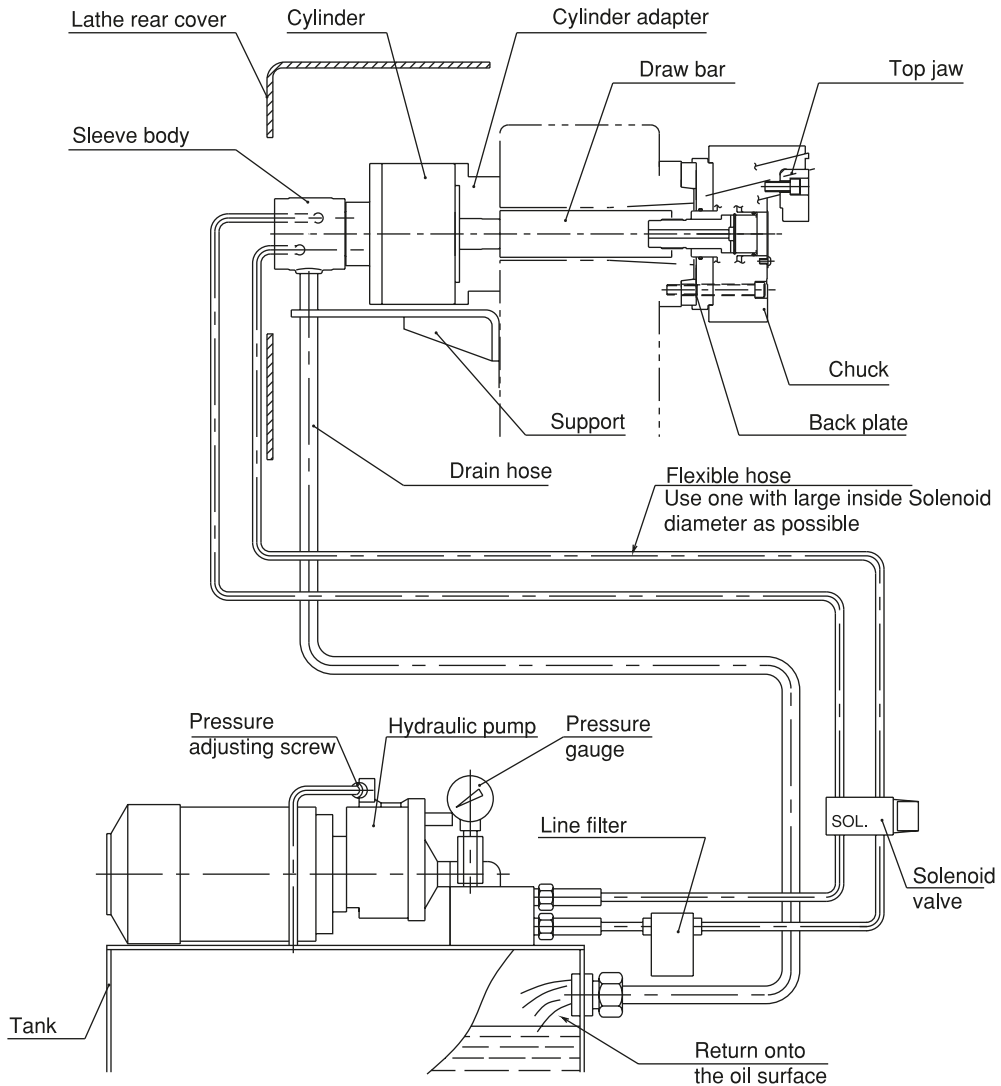 Lathe rear cover
Cylinder
Cylinder adapter
Draw bar
Top jaw
Sleeve body
Chuck
Support
Back plate
Drain hose
Flexible hose
Use one with large inside Solenoid
diameter as possible
Pressure
adjusting screw
Hydraulic pump
Pressure
gauge
Line filter
SOL.
Solenoid
valve
Tank
Return onto
the oil surface